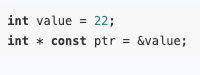 int value = 22;
int * const ptr = &value;